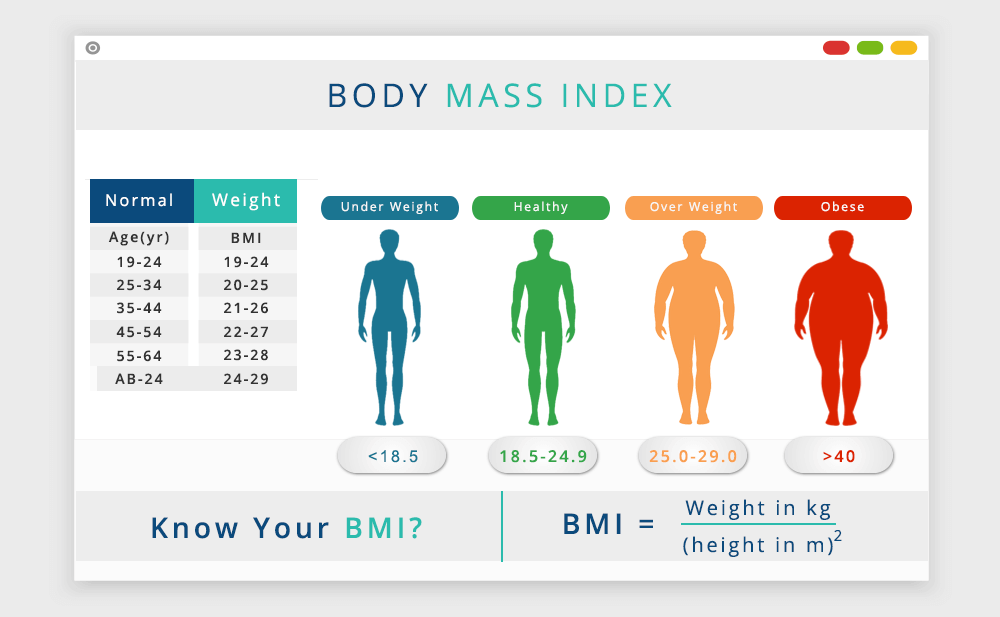 BODY MASS INDEX
Normal Weight
Age(yr) BMI
19-24 19-24
25-34 20-25
35-44 21-26
45-54 22-27
55-64 23-28
AB-24 24-29
Under Weight Healthy Over Weight Obese
<18.5 18.5-24.9 25.0-29.0 >40
Know Your BMI?
BMI = Weight in kg
(height in m)2